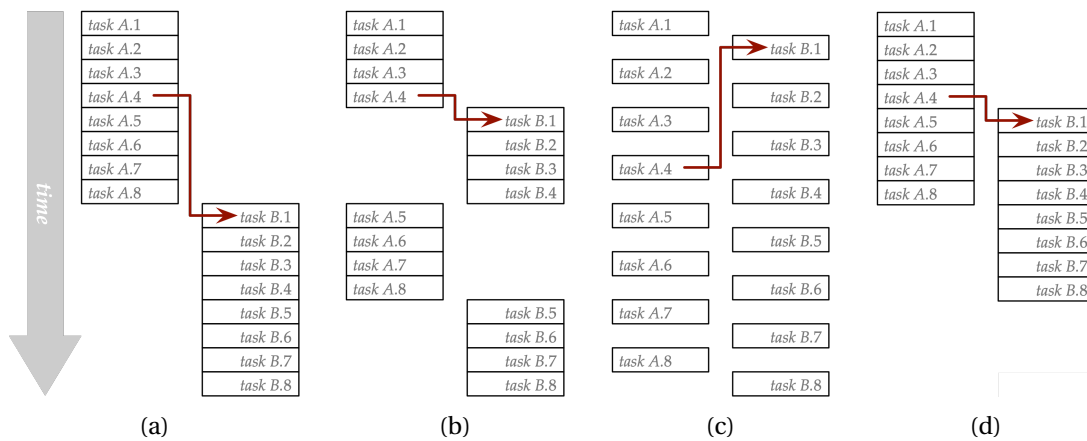 time
task A.1
task A.2
task A.3
task A.4
task A.5
task A.6
task A.7
task A.8
task B.1
task B.2
task B.3
task B.4
task B.5
task B.6
task B.7
task B.8
(a)
task A.1
task A.2
task A.3
task A.4
task B.1
task B.2
task B.3
task B.4
task A.5
task A.6
task A.7
task A.8
task B.5
task B.6
task B.7
task B.8
(b)
task A.1
task B.1
task A.2
task B.2
task A.3
task B.3
task A.4
task B.4
task A.5
task B.5
task A.6
task B.6
task A.7
task B.7
task A.8
task B.8
(c)
task A.1
task A.2
task A.3
task A.4
task A.5
task B.1
task A.6
task B.2
task A.7
task B.3
task A.8
task B.4
task B.5
task B.6
task B.7
task B.8
(d)